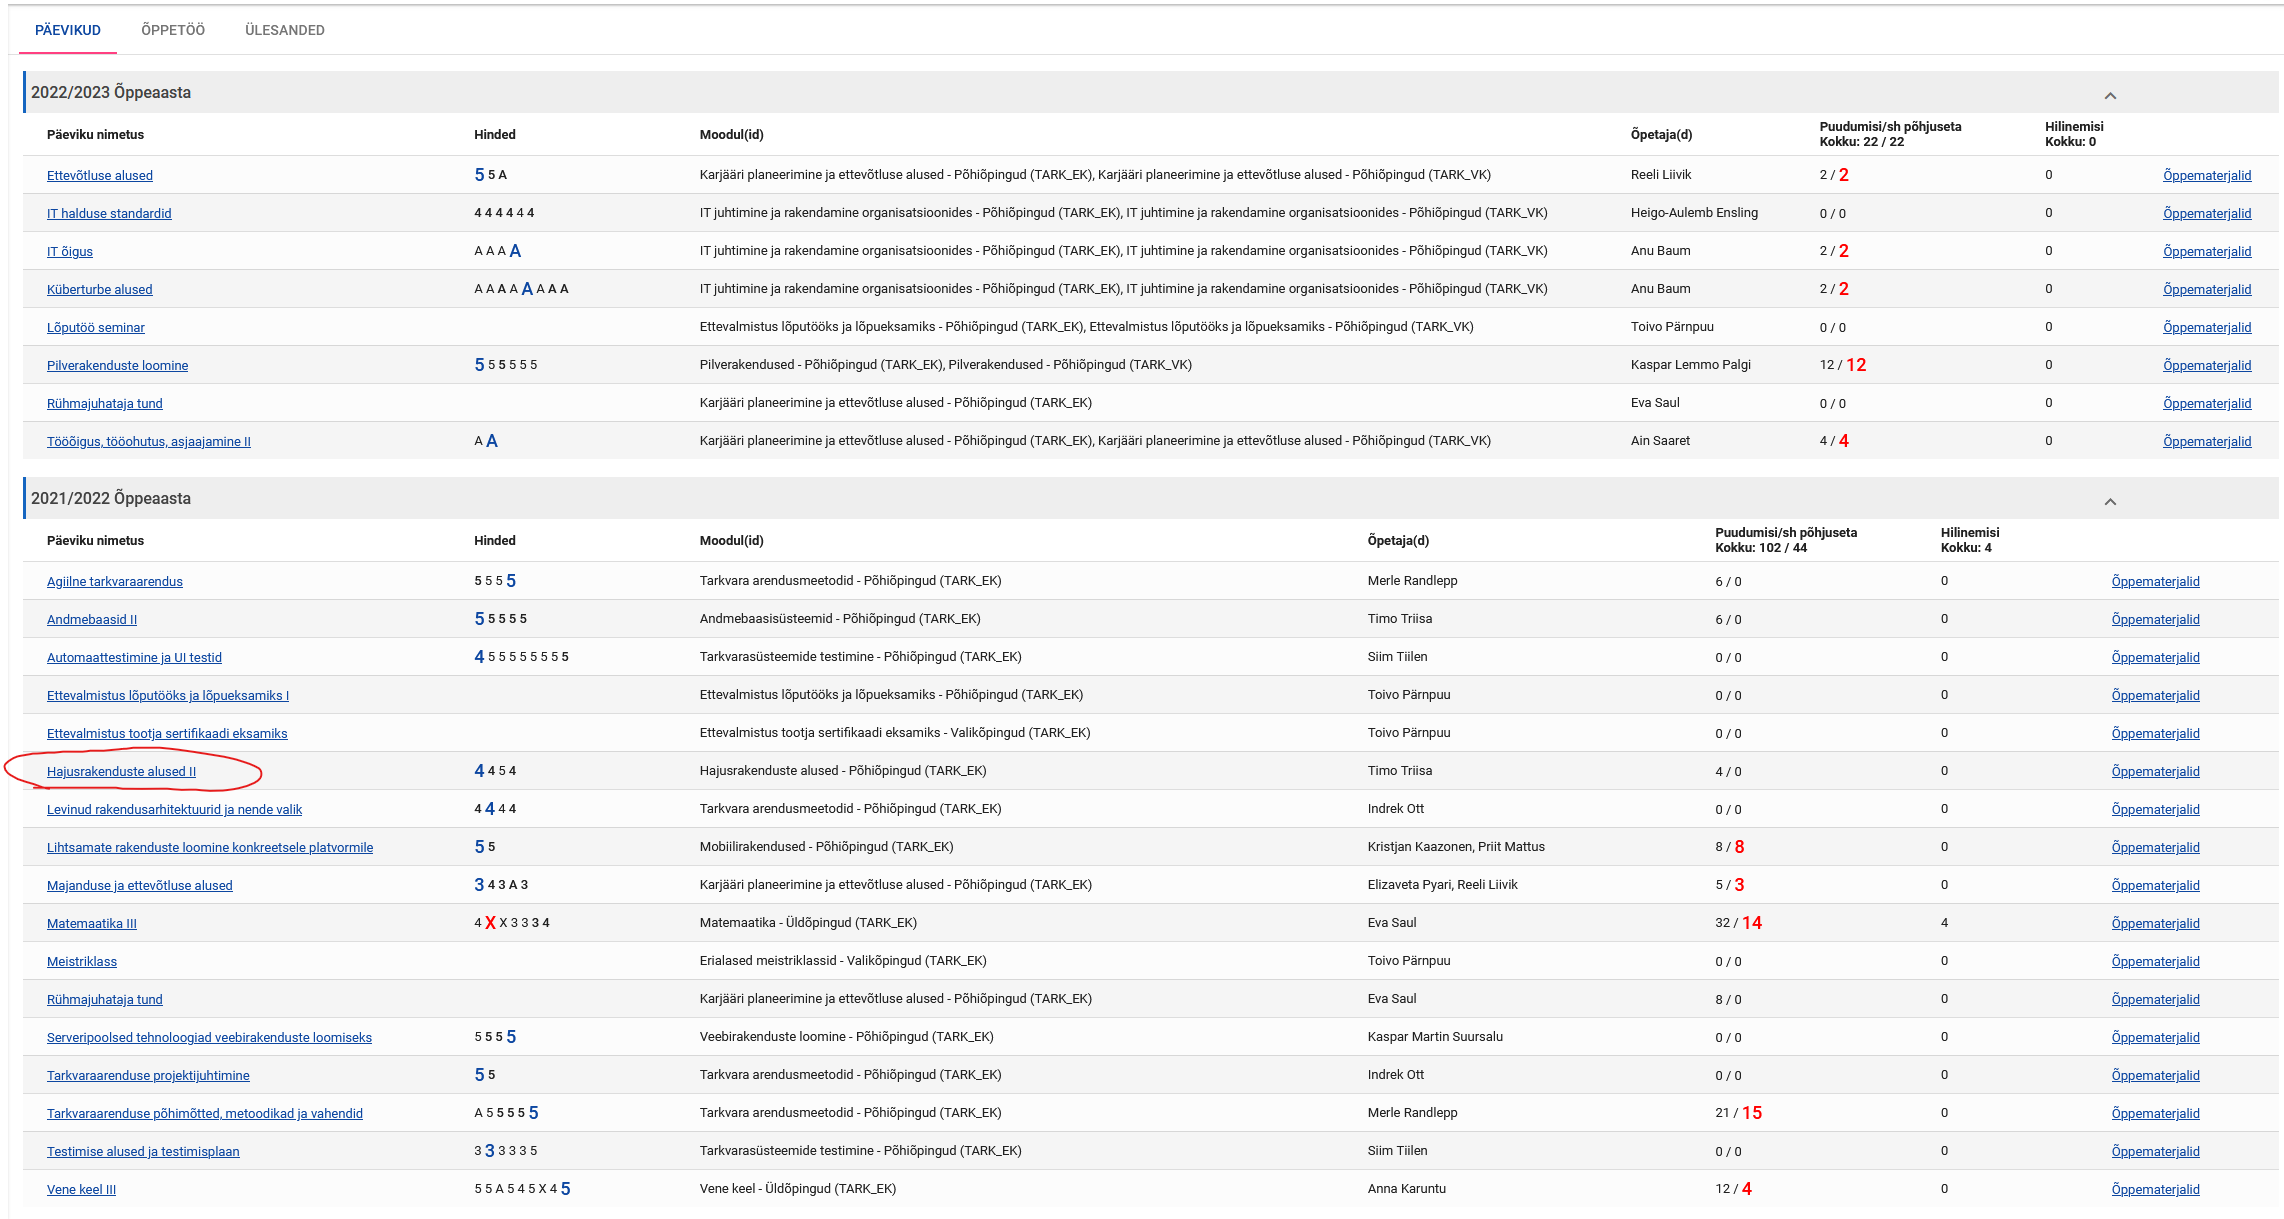 PÄEVIKUD ÕPPETÖÖ ÜLESANDED
2022/2023 Õppeaasta
Päeviku nimetus Hinded Moodul(id) Õpetaja(d) Puudumisi/sh põhjuseta Hilinemisi
Kokku: 22 / 22 Kokku: 0
Ettevõtluse alused 5 5 A Karjääri planeerimine ja ettevõtluse alused - Põhiõpingud (TARK_EK), Karjääri planeerimine ja ettevõtluse alused - Põhiõpingud (TARK_VK) Reeli Liivik 2 / 2 0 Õppematerjalid
IT halduse standardid 4 4 4 4 4 4 IT juhtimine ja rakendamine organisatsioonides - Põhiõpingud (TARK_EK), IT juhtimine ja rakendamine organisatsioonides - Põhiõpingud (TARK_VK) Heigo-Aulemb Ensling 0 / 0 0 Õppematerjalid
IT õigus A A A A IT juhtimine ja rakendamine organisatsioonides - Põhiõpingud (TARK_EK), IT juhtimine ja rakendamine organisatsioonides - Põhiõpingud (TARK_VK) Anu Baum 2 / 2 0 Õppematerjalid
Küberturbe alused A A A A A A A A IT juhtimine ja rakendamine organisatsioonides - Põhiõpingud (TARK_EK), IT juhtimine ja rakendamine organisatsioonides - Põhiõpingud (TARK_VK) Anu Baum 2 / 2 0 Õppematerjalid
Lõputöö seminar Ettevalmistus lõputööks ja lõpueksamiks - Põhiõpingud (TARK_EK), Ettevalmistus lõputööks ja lõpueksamiks - Põhiõpingud (TARK_VK) Toivo Pärnpuu 0 / 0 0 Õppematerjalid
Pilverakenduste loomine 5 5 5 5 5 5 Pilverakendused - Põhiõpingud (TARK_EK), Pilverakendused - Põhiõpingud (TARK_VK) Kaspar Lemmo Palgi 12 / 12 0 Õppematerjalid
Rühmajuhataja tund Karjääri planeerimine ja ettevõtluse alused - Põhiõpingud (TARK_EK) Eva Saul 0 / 0 0 Õppematerjalid
Tööõigus, tööohutus, asjaajamine II A A Karjääri planeerimine ja ettevõtluse alused - Põhiõpingud (TARK_EK), Karjääri planeerimine ja ettevõtluse alused - Põhiõpingud (TARK_VK) Ain Saaret 4 / 4 0 Õppematerjalid
2021/2022 Õppeaasta
Päeviku nimetus Hinded Moodul(id) Õpetaja(d) Puudumisi/sh põhjuseta Hilinemisi
Kokku: 102 / 44 Kokku: 4
Agiilne tarkvaraarendus 5 5 5 5 Tarkvara arendusmeetodid - Põhiõpingud (TARK_EK) Merle Randlepp 6 / 0 0 Õppematerjalid
Andmebaasid II 5 5 5 5 5 Andmebaasisüsteemid - Põhiõpingud (TARK_EK) Timo Triisa 6 / 0 0 Õppematerjalid
Automaattestimine ja UI testid 4 5 5 5 5 5 5 5 5 Tarkvarasüsteemide testimine - Põhiõpingud (TARK_EK) Siim Tiilen 0 / 0 0 Õppematerjalid
Ettevalmistus lõputööks ja lõpueksamiks I Ettevalmistus lõputööks ja lõpueksamiks - Põhiõpingud (TARK_EK) Toivo Pärnpuu 0 / 0 0 Õppematerjalid
Ettevalmistus tootja sertifikaadi eksamiks Ettevalmistus tootja sertifikaadi eksamiks - Valikõpingud (TARK_EK) Toivo Pärnpuu 0 / 0 0 Õppematerjalid
Hajusrakenduste alused II 4 4 5 4 Hajusrakenduste alused - Põhiõpingud (TARK_EK) Timo Triisa 4 / 0 0 Õppematerjalid
Levinud rakendusarhitektuurid ja nende valik 4 4 4 4 Tarkvara arendusmeetodid - Põhiõpingud (TARK_EK) Indrek Ott 0 / 0 0 Õppematerjalid
Lihtsamate rakenduste loomine konkreetsele platvormile 5 5 Mobiilirakendused - Põhiõpingud (TARK_EK) Kristjan Kaazonen, Priit Mattus 8 / 8 0 Õppematerjalid
Majanduse ja ettevõtluse alused 3 4 3 A 3 Karjääri planeerimine ja ettevõtluse alused - Põhiõpingud (TARK_EK) Elizaveta Pyari, Reeli Liivik 5 / 3 0 Õppematerjalid
Matemaatika III 4 X X 3 3 3 4 Matemaatika - Üldõpingud (TARK_EK) Eva Saul 32 / 14 4 Õppematerjalid
Meistriklass Erialased meistriklassid - Valikõpingud (TARK_EK) Toivo Pärnpuu 0 / 0 0 Õppematerjalid
Rühmajuhataja tund Karjääri planeerimine ja ettevõtluse alused - Põhiõpingud (TARK_EK) Eva Saul 8 / 0 0 Õppematerjalid
Serveripoolsed tehnoloogiad veebirakenduste loomiseks 5 5 5 5 Veebirakenduste loomine - Põhiõpingud (TARK_EK) Kaspar Martin Suursalu 0 / 0 0 Õppematerjalid
Tarkvaraarenduse projektijuhtimine 5 5 Tarkvara arendusmeetodid - Põhiõpingud (TARK_EK) Indrek Ott 0 / 0 0 Õppematerjalid
Tarkvaraarenduse põhimõtted, metoodikad ja vahendid A 5 5 5 5 5 Tarkvara arendusmeetodid - Põhiõpingud (TARK_EK) Merle Randlepp 21 / 15 0 Õppematerjalid
Testimise alused ja testimisplaan 3 3 3 3 3 5 Tarkvarasüsteemide testimine - Põhiõpingud (TARK_EK) Siim Tiilen 0 / 0 0 Õppematerjalid
Vene keel III 5 5 A 5 4 5 X 4 5 Vene keel - Üldõpingud (TARK_EK) Anna Karuntu 12 / 4 0 Õppematerjalid